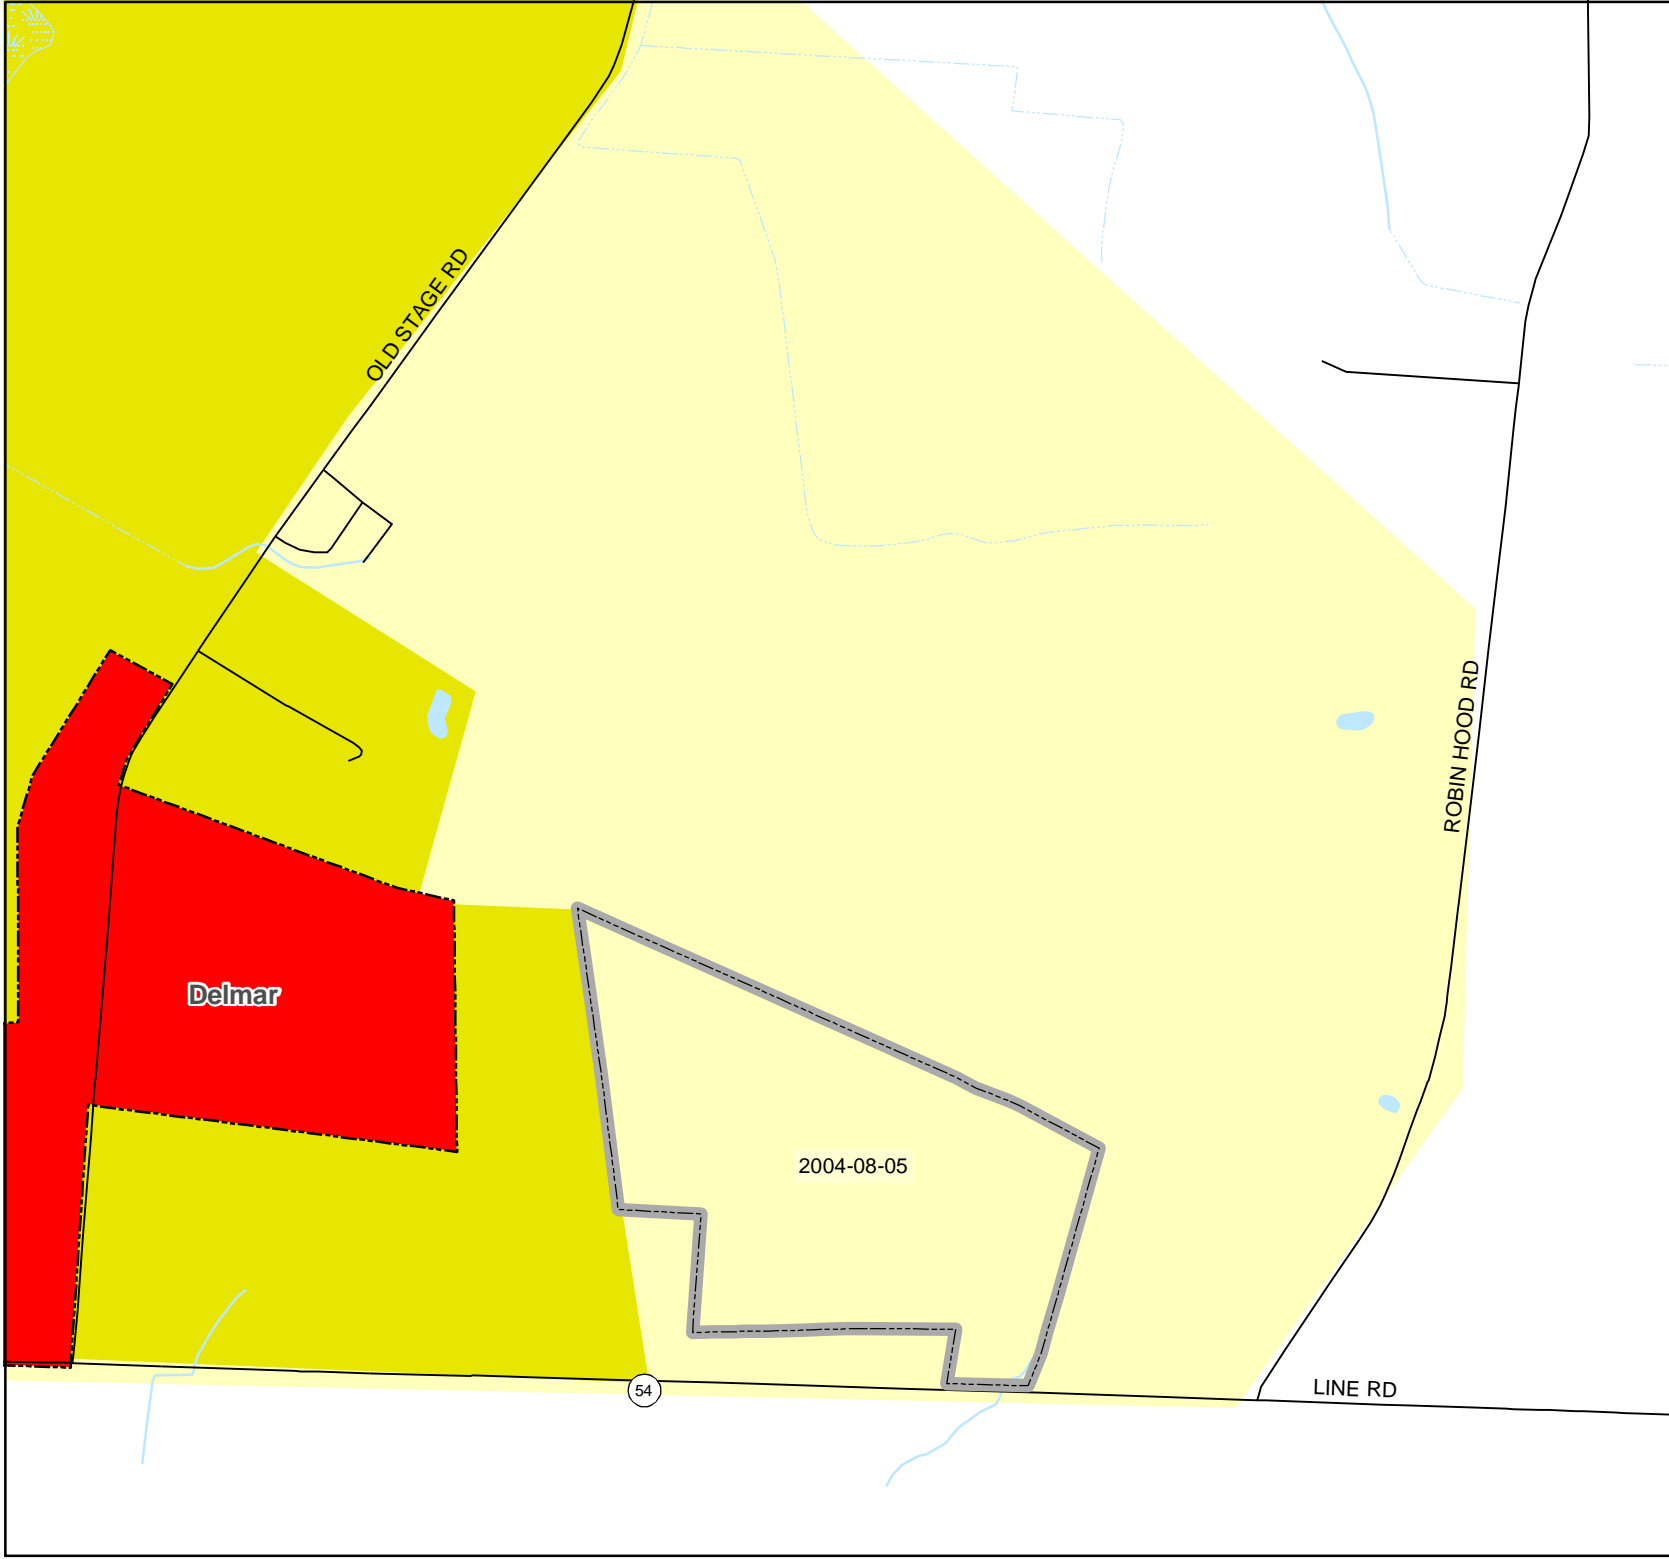 OLD STAGE RD
ROBIN HOOD RD
Delmar
2004-08-05
54
LINE RD